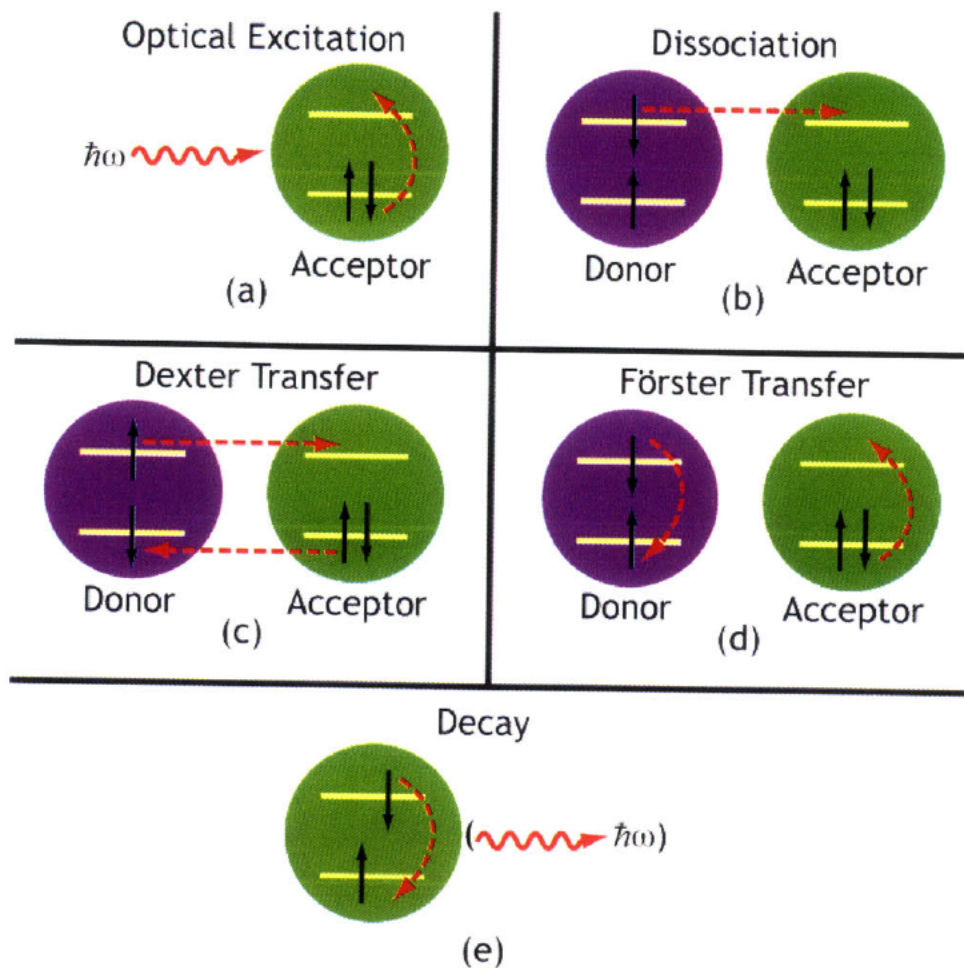 Optical Excitation
ħω
Acceptor
(a)
Dissociation
Donor
Acceptor
(b)
Dexter Transfer
Donor
Acceptor
(c)
Förster Transfer
Donor
Acceptor
(d)
Decay
( ħω)
(e)